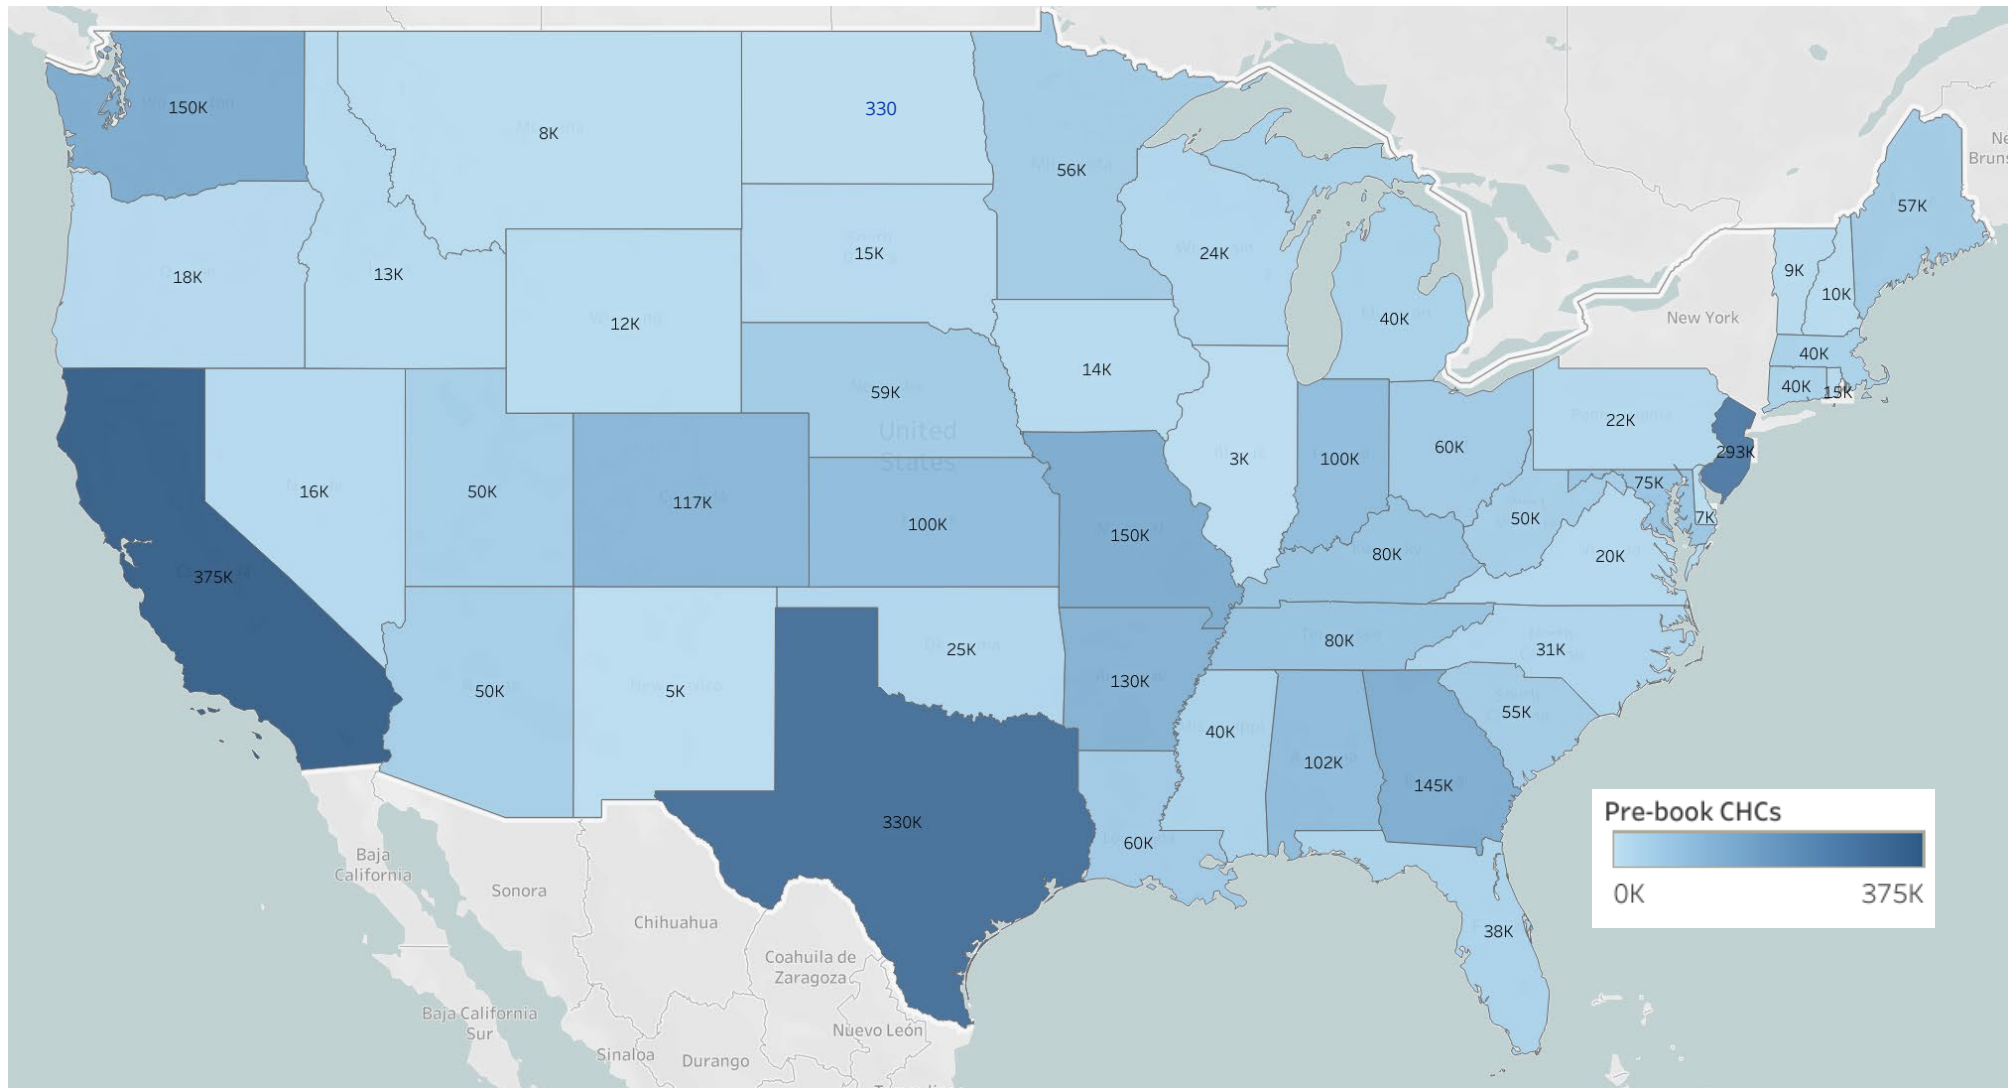 150K
8K
330
56K
57K
18K
13K
12K
15K
24K
40K
9K
10K
New York
Ne
Bruns
40K
40K
15K
14K
59K
United
States
22K
293K
16K
50K
117K
100K
150K
3K
100K
60K
75K
7K
50K
80K
20K
375K
50K
5K
25K
130K
80K
31K
55K
40K
102K
145K
330K
60K
38K
Pre-book CHCs
0K
375K
Baja
California
Sonora
Chihuahua
Coahuila de
Zaragoza
Baja California
Sur
Nuevo León
Sinaloa
Durango